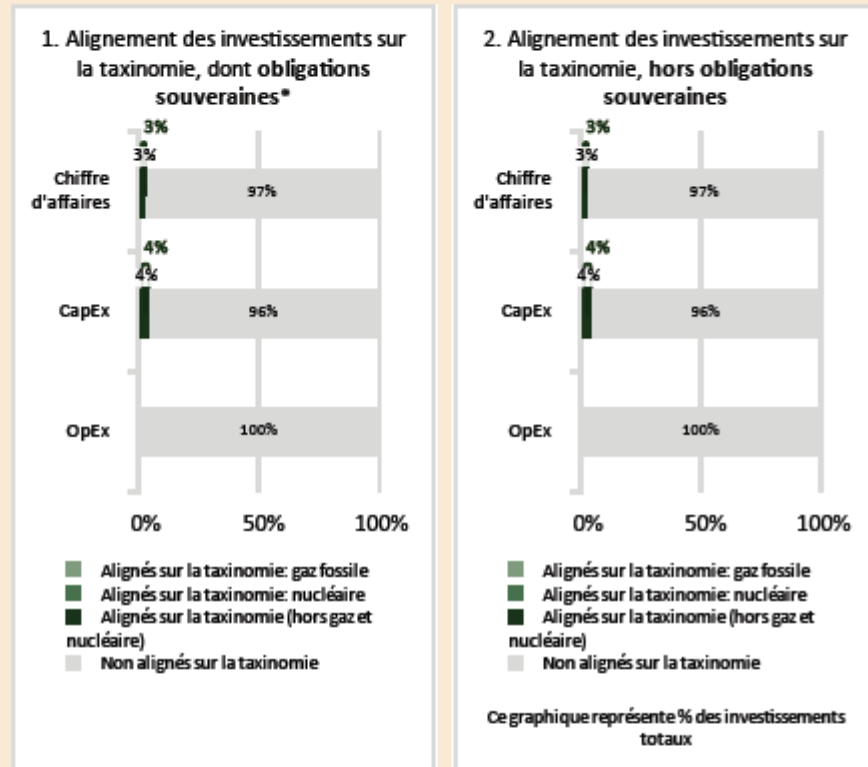 1. Alignement des investissements sur
la taxinomie, dont obligations
souveraines*
3%
3%
Chiffre
d'affaires
97%
4%
4%
CapEx
96%
OpEx
100%
0%
50%
100%
Alignés sur la taxinomie: gaz fossile
Alignés sur la taxinomie: nucléaire
Alignés sur la taxinomie (hors gaz et
nucléaire)
Non alignés sur la taxinomie
2. Alignement des investissements sur
la taxinomie, hors obligations
souveraines
3%
3%
Chiffre
d'affaires
97%
4%
4%
CapEx
96%
OpEx
100%
0%
50%
100%
Alignés sur la taxinomie: gaz fossile
Alignés sur la taxinomie: nucléaire
Alignés sur la taxinomie (hors gaz et
nucléaire)
Non alignés sur la taxinomie
Ce graphique représente % des investissements
totaux